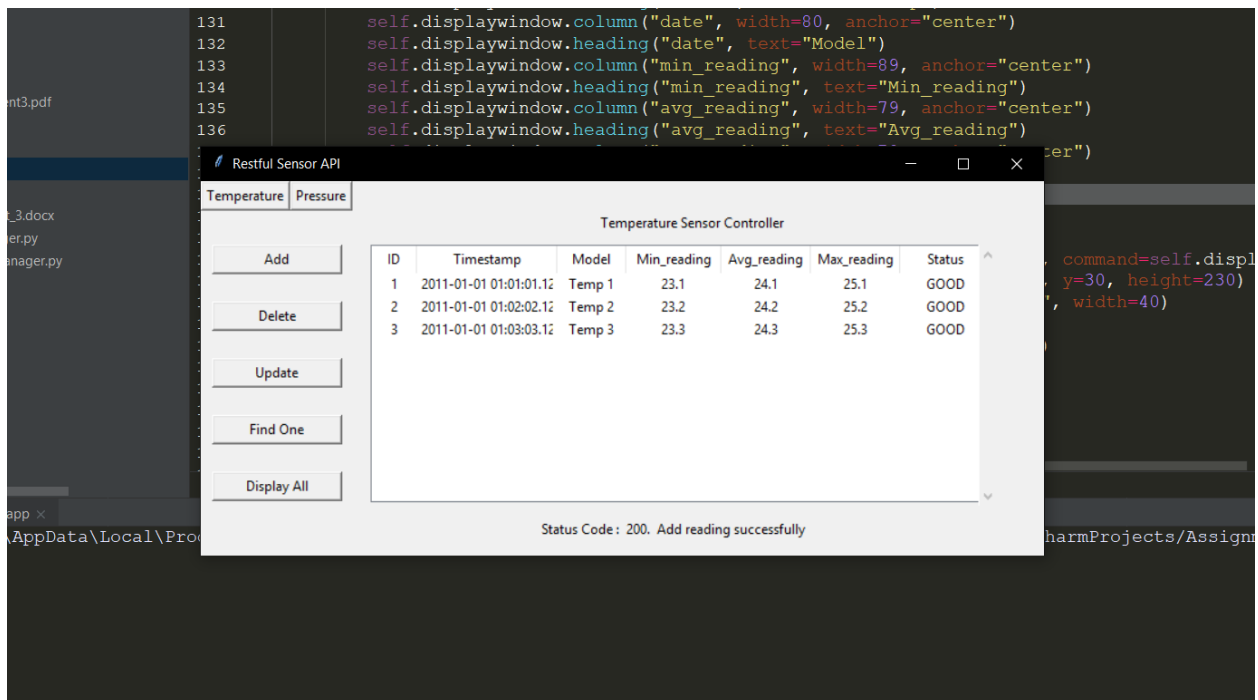 131 self.displaywindow.column("date", width=80, anchor="center")
132 self.displaywindow.heading("date", text="Model")
133 self.displaywindow.column("min_reading", width=89, anchor="center")
134 self.displaywindow.heading("min_reading", text="Min_reading")
ent3.pdf
135 self.displaywindow.column("avg_reading", width=79, anchor="center")
136 self.displaywindow.heading("avg_reading", text="Avg_reading")
ter")
Restful Sensor API
Temperature Pressure
t_3.docx
Temperature Sensor Controller
ger.py
anager.py
, command=self.displ
, y=30, height=230)
", width=40)
)
Add
Delete
Update
Find One
Display All
ID Timestamp Model Min_reading Avg_reading Max_reading Status
1 2011-01-01 01:01:01.12 Temp 1 23.1 24.1 25.1 GOOD
2 2011-01-01 01:02:02.12 Temp 2 23.2 24.2 25.2 GOOD
3 2011-01-01 01:03:03.12 Temp 3 23.3 24.3 25.3 GOOD
Status Code : 200. Add reading successfully
app ×
\AppData\Local\Pro
harmProjects/Assignm